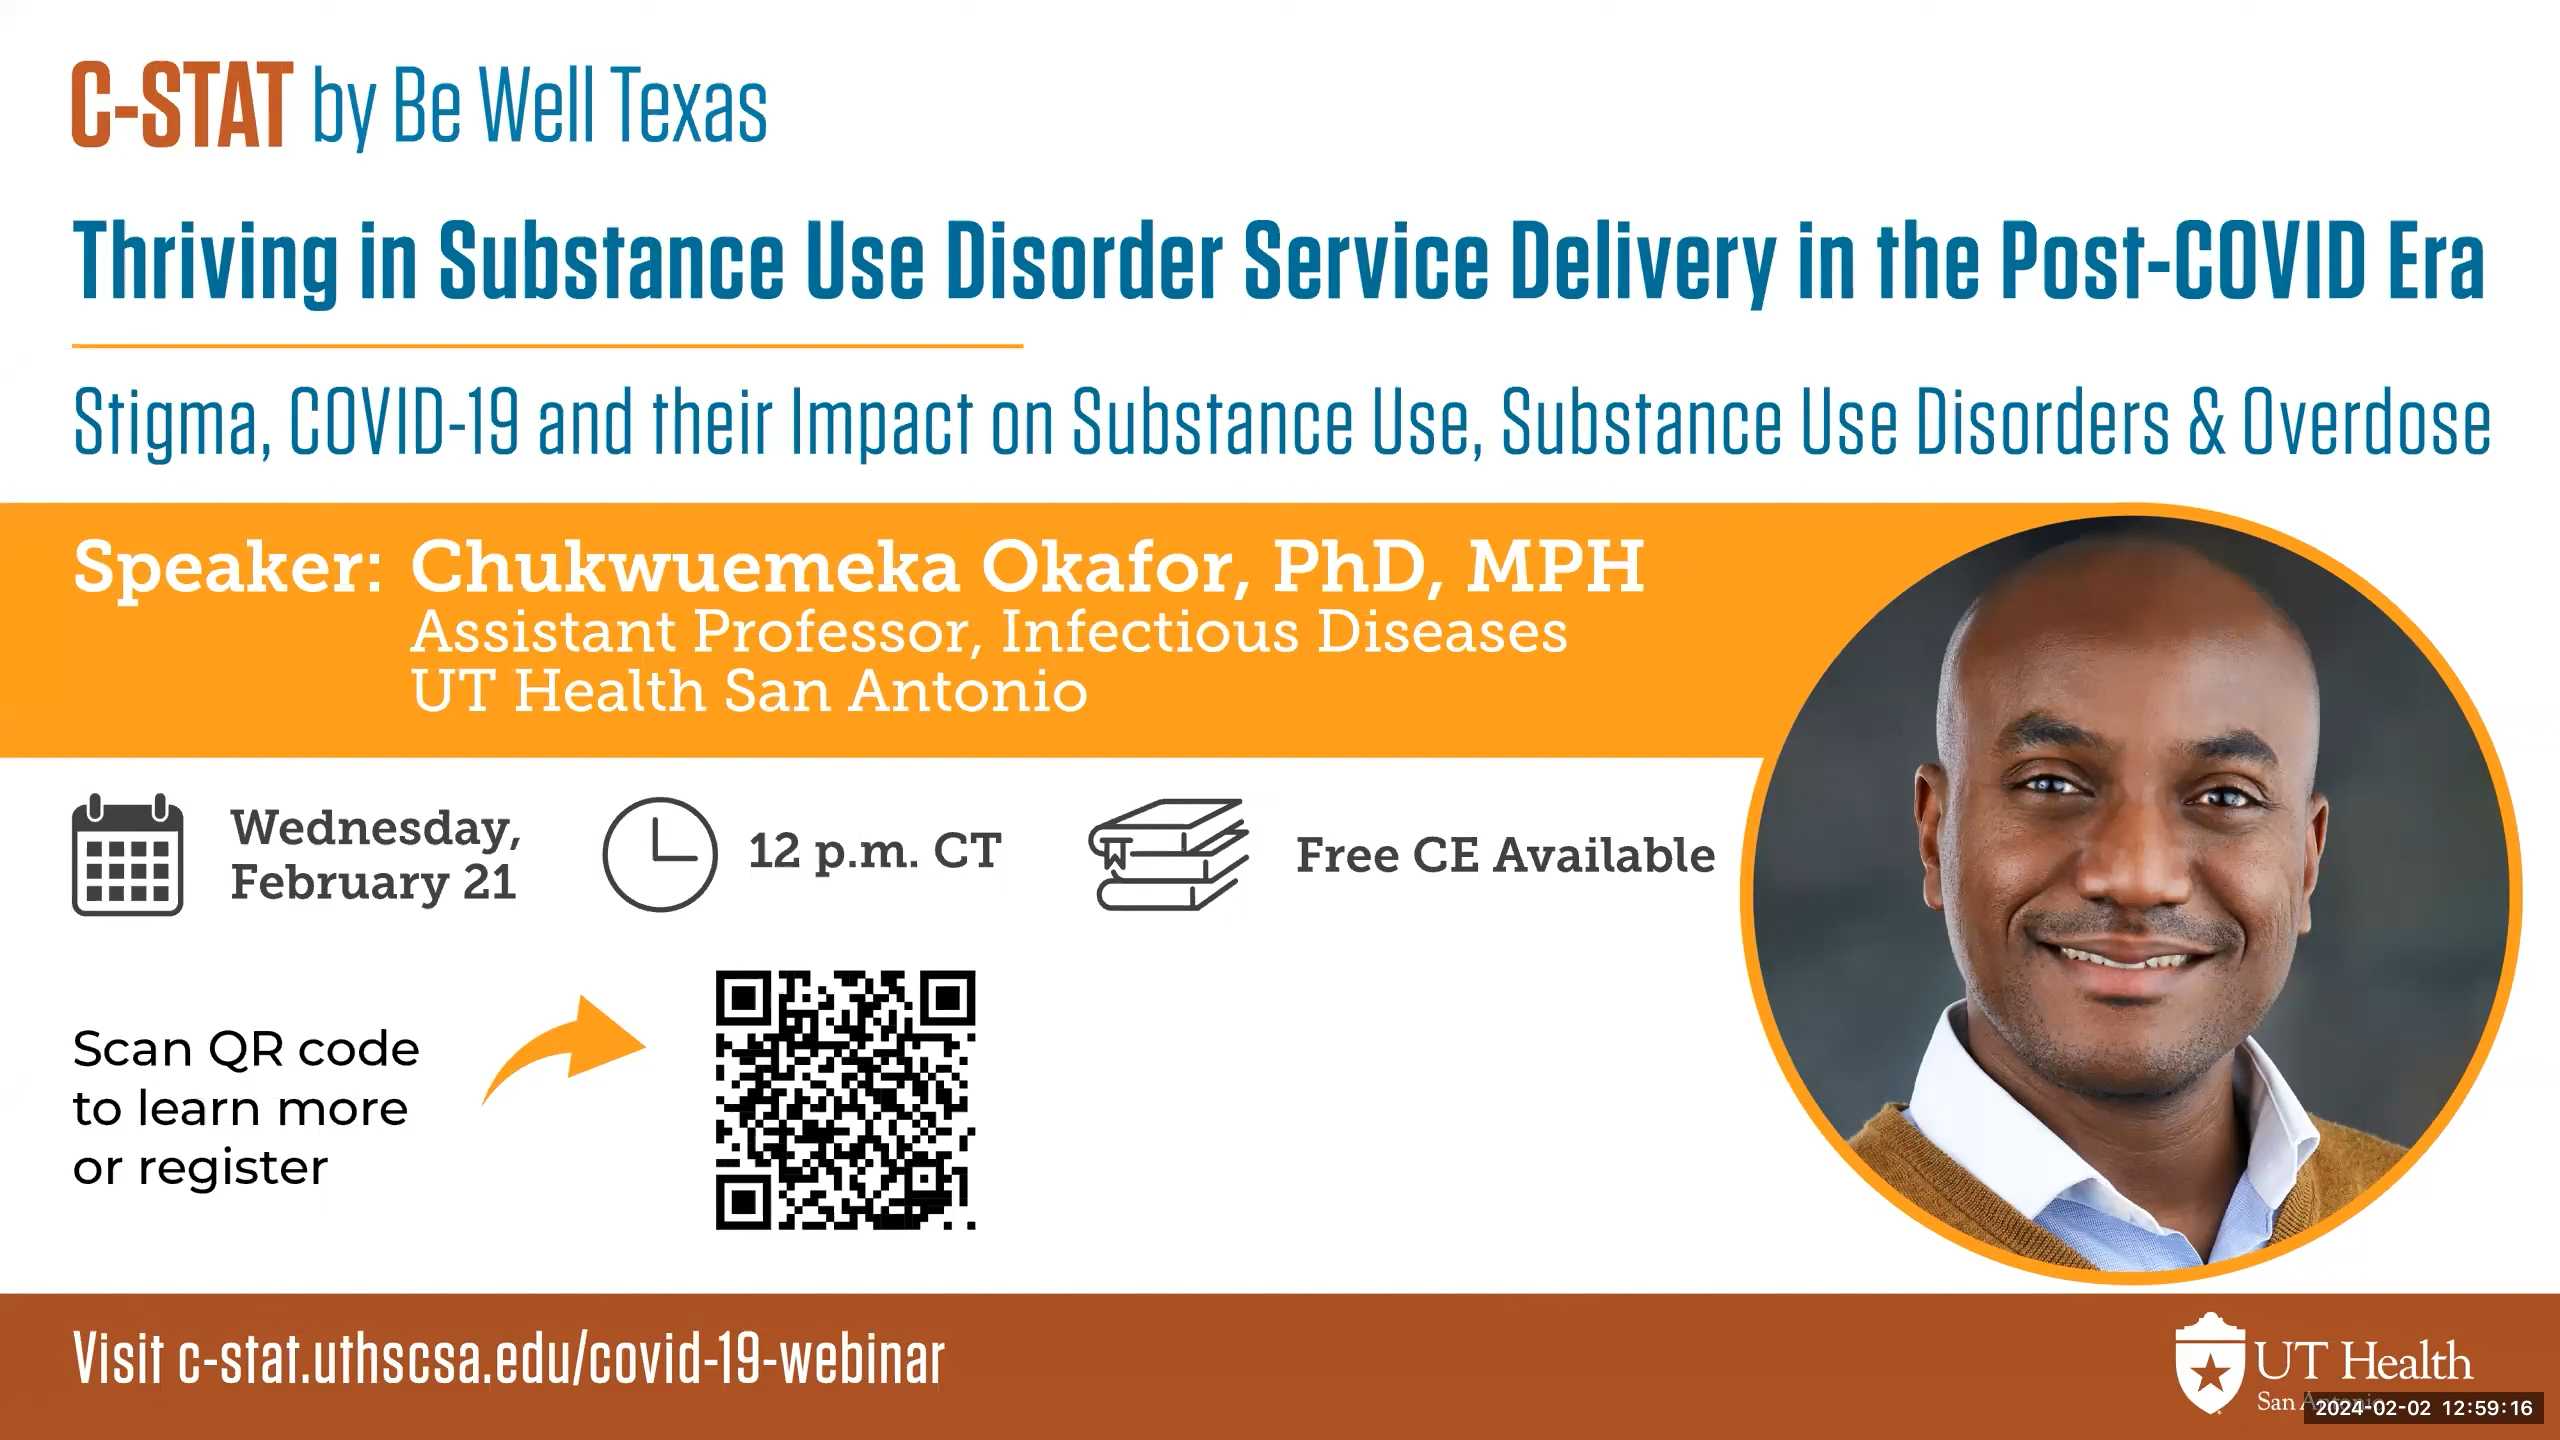 C-STAT by Be Well Texas
Thriving in Substance Use Disorder Service Delivery in the Post-COVID Era
Stigma, COVID-19 and their Impact on Substance Use, Substance Use Disorders & Overdose
Speaker: Chukwuemeka Okafor, PhD, MPH
Assistant Professor, Infectious Diseases
UT Health San Antonio
Wednesday,
February 21
12 p.m. CT
Free CE Available
Scan QR code
to learn more
or register
Visit c-stat.uthscsa.edu/covid-19-webinar
UT Health
San Antonio
2024-02-02 12:59:16